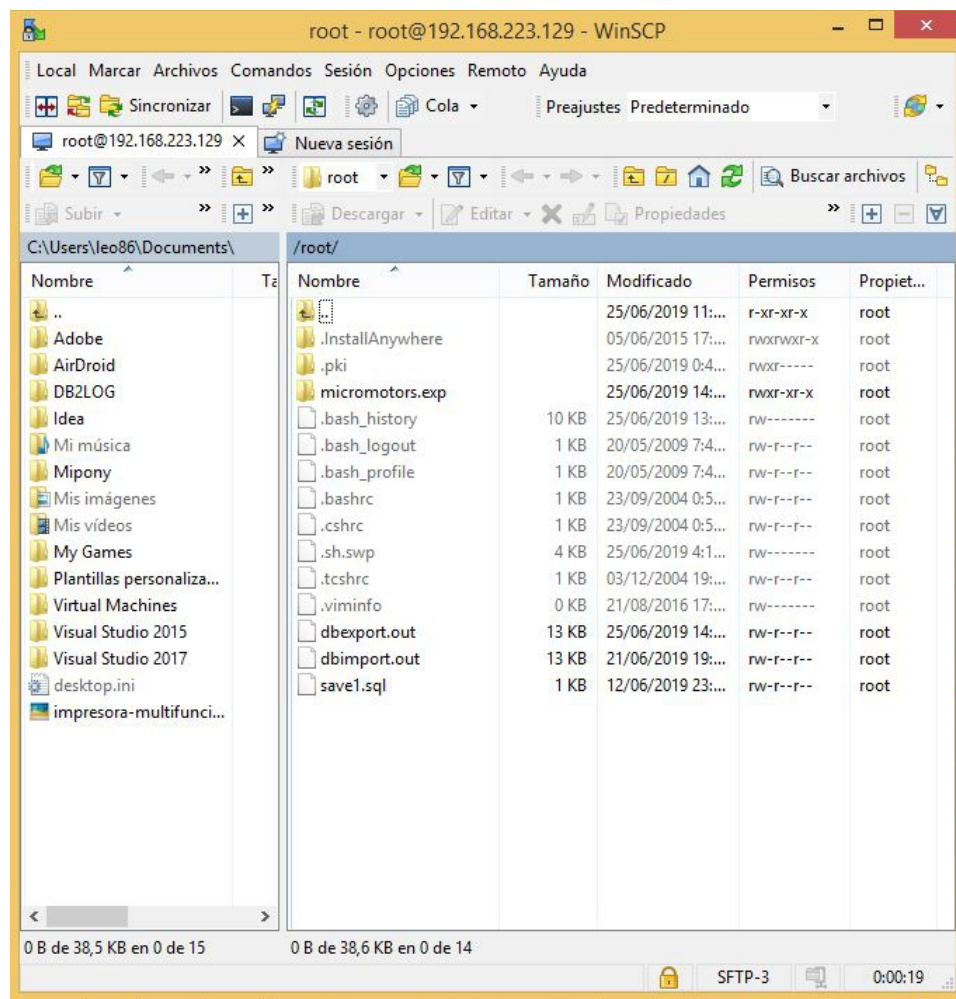 root - root@192.168.223.129 - WinSCP
Local Marcar Archivos Comandos Sesión Opciones Remoto Ayuda
Sincronizar Cola Preajustes Predeterminado
root@192.168.223.129 Nueva sesión
root Buscar archivos
Subir Descargar Editar Propiedades
C:\Users\leo86\Documents\ /root/
Nombre Ta Nombre Tamaño Modificado Permisos Propiet...
.. .. 25/06/2019 11:... r-xr-xr-x root
Adobe .InstallAnywhere 05/06/2015 17:... rwxrwxr-x root
AirDroid .pki 25/06/2019 0:4... rwxr----- root
DB2LOG micromotors.exp 25/06/2019 14:... rwxr-xr-x root
Idea .bash_history 10 KB 25/06/2019 13:... rw------- root
Mi música .bash_logout 1 KB 20/05/2009 7:4... rw-r--r-- root
Mipony .bash_profile 1 KB 20/05/2009 7:4... rw-r--r-- root
Mis imágenes .bashrc 1 KB 23/09/2004 0:5... rw-r--r-- root
Mis vídeos .cshrc 1 KB 23/09/2004 0:5... rw-r--r-- root
My Games .sh.swp 4 KB 25/06/2019 4:1... rw------- root
Plantillas personaliza... .tcshrc 1 KB 03/12/2004 19:... rw-r--r-- root
Virtual Machines .viminfo 0 KB 21/08/2016 17:... rw------- root
Visual Studio 2015 dbexport.out 13 KB 25/06/2019 14:... rw-r--r-- root
Visual Studio 2017 dbimport.out 13 KB 21/06/2019 19:... rw-r--r-- root
desktop.ini save1.sql 1 KB 12/06/2019 23:... rw-r--r-- root
impresora-multifunci...
0 B de 38,5 KB en 0 de 15 0 B de 38,6 KB en 0 de 14
SFTP-3 0:00:19